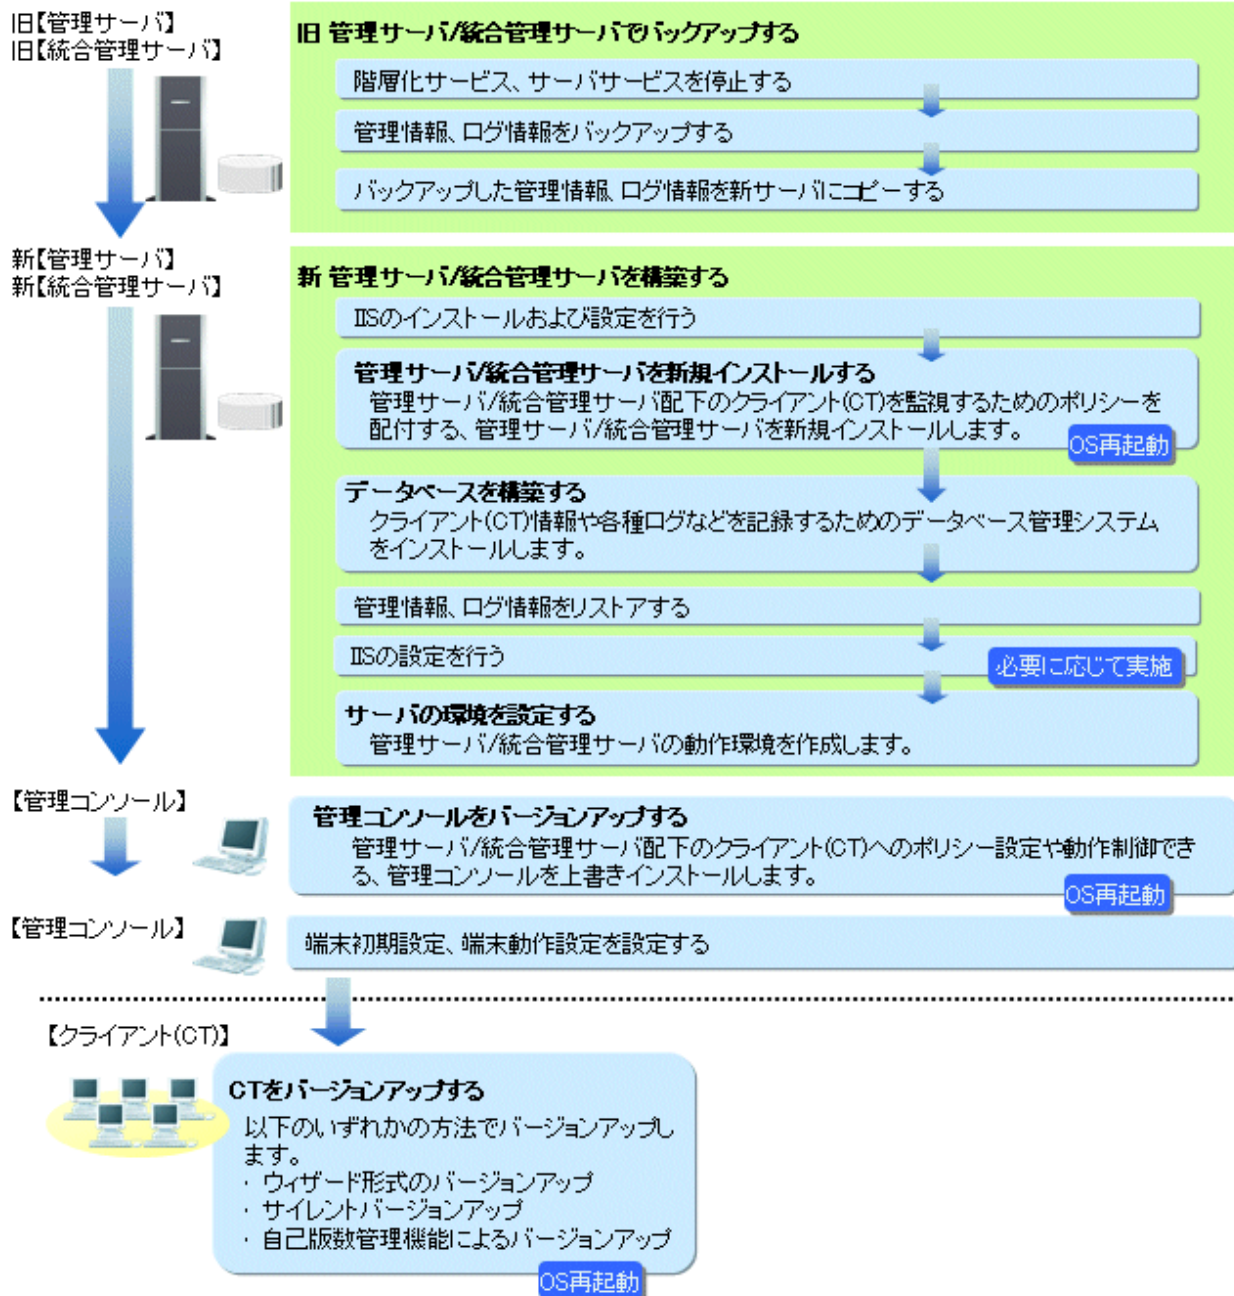 旧【管理サーバ】
旧【統合管理サーバ】
旧 管理サーバ/統合管理サーバでバックアップする
階層化サービス、サーバサービスを停止する
管理情報、ログ情報をバックアップする
バックアップした管理情報、ログ情報を新サーバにコピーする
新【管理サーバ】
新【統合管理サーバ】
新 管理サーバ/統合管理サーバを構築する
IISのインストールおよび設定を行う
管理サーバ/統合管理サーバを新規インストールする
管理サーバ/統合管理サーバ配下のクライアント(CT)を監視するためのポリシーを
配付する、管理サーバ/統合管理サーバを新規インストールします。
OS再起動
データベースを構築する
クライアント(CT)情報や各種ログなどを記録するためのデータベース管理システム
をインストールします。
管理情報、ログ情報をリストアする
IISの設定を行う
必要に応じて実施
サーバの環境を設定する
管理サーバ/統合管理サーバの動作環境を作成します。
【管理コンソール】
管理コンソールをバージョンアップする
管理サーバ/統合管理サーバ配下のクライアント(CT)へのポリシー設定や動作制御でき
る、管理コンソールを上書きインストールします。
OS再起動
【管理コンソール】
端末初期設定、端末動作設定を設定する
【クライアント(CT)】
CTをバージョンアップする
以下のいずれかの方法でバージョンアップし
ます。
・ウィザード形式のバージョンアップ
・サイレントバージョンアップ
・自己版数管理機能によるバージョンアップ
OS再起動